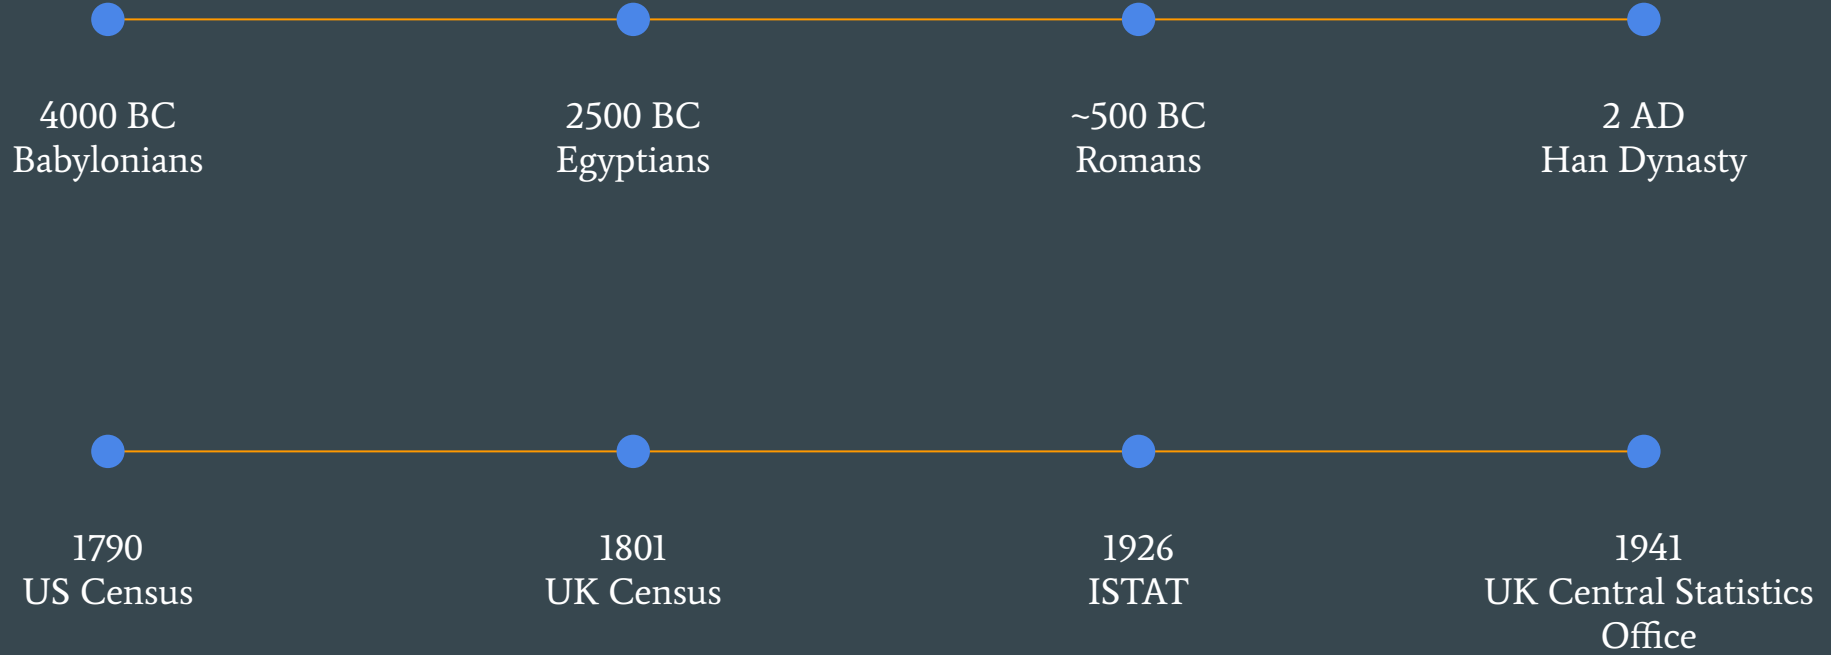 4000 BC
Babylonians
2500 BC
Egyptians
~500 BC
Romans
2 AD
Han Dynasty
1790
US Census
1801
UK Census
1926
ISTAT
1941
UK Central Statistics
Office